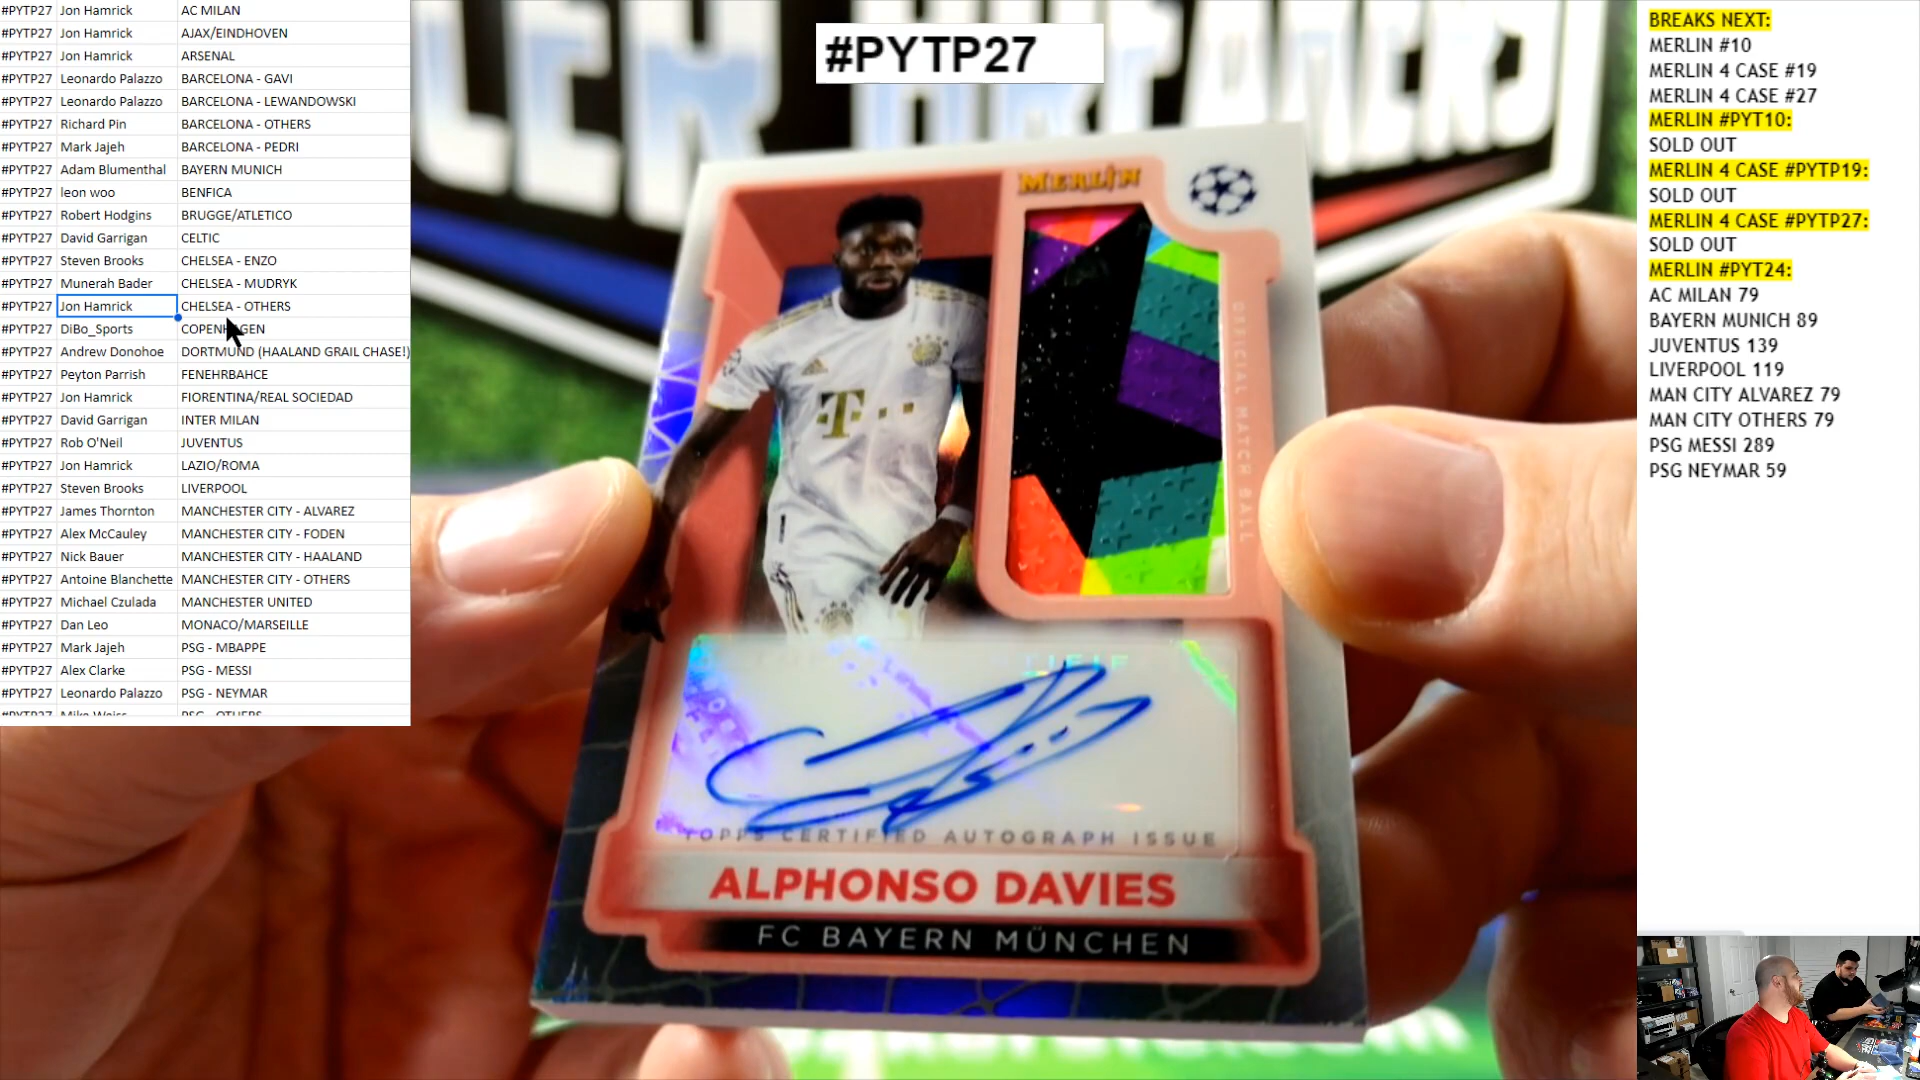 #PYTP27 Jon Hamrick AC MILAN
#PYTP27 Jon Hamrick AJAX/EINDHOVEN
#PYTP27 Jon Hamrick ARSENAL
#PYTP27 Leonardo Palazzo BARCELONA - GAVI
#PYTP27 Leonardo Palazzo BARCELONA - LEWANDOWSKI
#PYTP27 Richard Pin BARCELONA - OTHERS
#PYTP27 Mark Jajeh BARCELONA - PEDRI
#PYTP27 Adam Blumenthal BAYERN MUNICH
#PYTP27 leon woo BENFICA
#PYTP27 Robert Hodgins BRUGGE/ATLETICO
#PYTP27 David Garrigan CELTIC
#PYTP27 Steven Brooks CHELSEA - ENZO
#PYTP27 Munerah Bader CHELSEA - MUDRYK
#PYTP27 Jon Hamrick CHELSEA - OTHERS
#PYTP27 DiBo_Sports COPENHAGEN
#PYTP27 Andrew Donohoe DORTMUND (HAALAND GRAIL CHASE!)
#PYTP27 Peyton Parrish FENEHRBAHCE
#PYTP27 Jon Hamrick FIORENTINA/REAL SOCIEDAD
#PYTP27 David Garrigan INTER MILAN
#PYTP27 Rob O'Neil JUVENTUS
#PYTP27 Jon Hamrick LAZIO/ROMA
#PYTP27 Steven Brooks LIVERPOOL
#PYTP27 James Thornton MANCHESTER CITY - ALVAREZ
#PYTP27 Alex McCauley MANCHESTER CITY - FODEN
#PYTP27 Nick Bauer MANCHESTER CITY - HAALAND
#PYTP27 Antoine Blanchette MANCHESTER CITY - OTHERS
#PYTP27 Michael Czulada MANCHESTER UNITED
#PYTP27 Dan Leo MONACO/MARSEILLE
#PYTP27 Mark Jajeh PSG - MBAPPE
#PYTP27 Alex Clarke PSG - MESSI
#PYTP27 Leonardo Palazzo PSG - NEYMAR
#PYTP27 Mike Weiss PSG - OTHERS
#PYTP27
MERLIN
OFFICIAL MATCH BALL
T
TOPPS CERTIFIED AUTOGRAPH ISSUE
ALPHONSO DAVIES
FC BAYERN MÜNCHEN
BREAKS NEXT:
MERLIN #10
MERLIN 4 CASE #19
MERLIN 4 CASE #27
MERLIN #PYT10:
SOLD OUT
MERLIN 4 CASE #PYTP19:
SOLD OUT
MERLIN 4 CASE #PYTP27:
SOLD OUT
MERLIN #PYT24:
AC MILAN 79
BAYERN MUNICH 89
JUVENTUS 139
LIVERPOOL 119
MAN CITY ALVAREZ 79
MAN CITY OTHERS 79
PSG MESSI 289
PSG NEYMAR 59